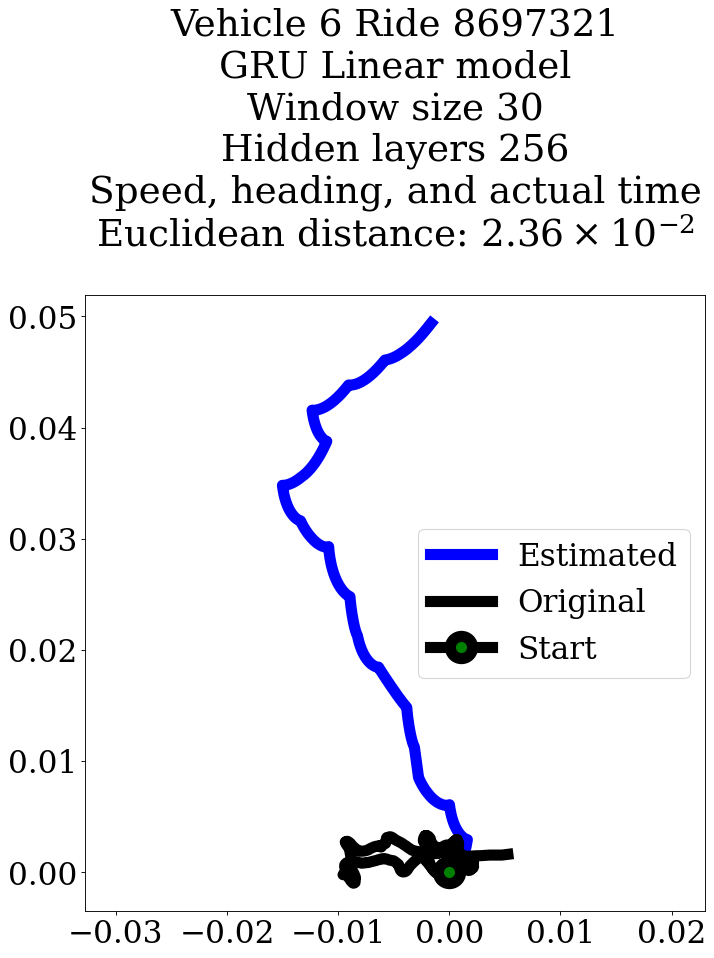 Vehicle 6 Ride 8697321
GRU Linear model
Window size 30
Hidden layers 256
Speed, heading, and actual time
Euclidean distance: 2.36 × 10⁻²
0.05
0.04
0.03
0.02
0.01
0.00
Estimated
Original
Start
−0.03 −0.02 −0.01 0.00 0.01 0.02